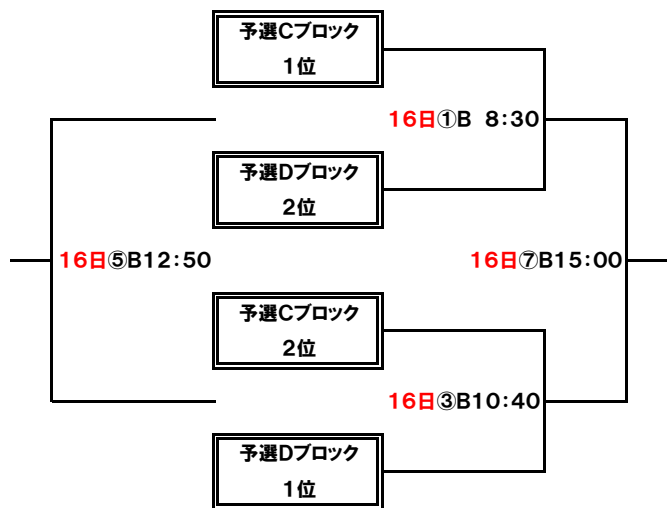 予選Cブロック
1位
16日①B 8:30
予選Dブロック
2位
16日⑤B12:50
16日⑦B15:00
予選Cブロック
2位
16日③B10:40
予選Dブロック
1位